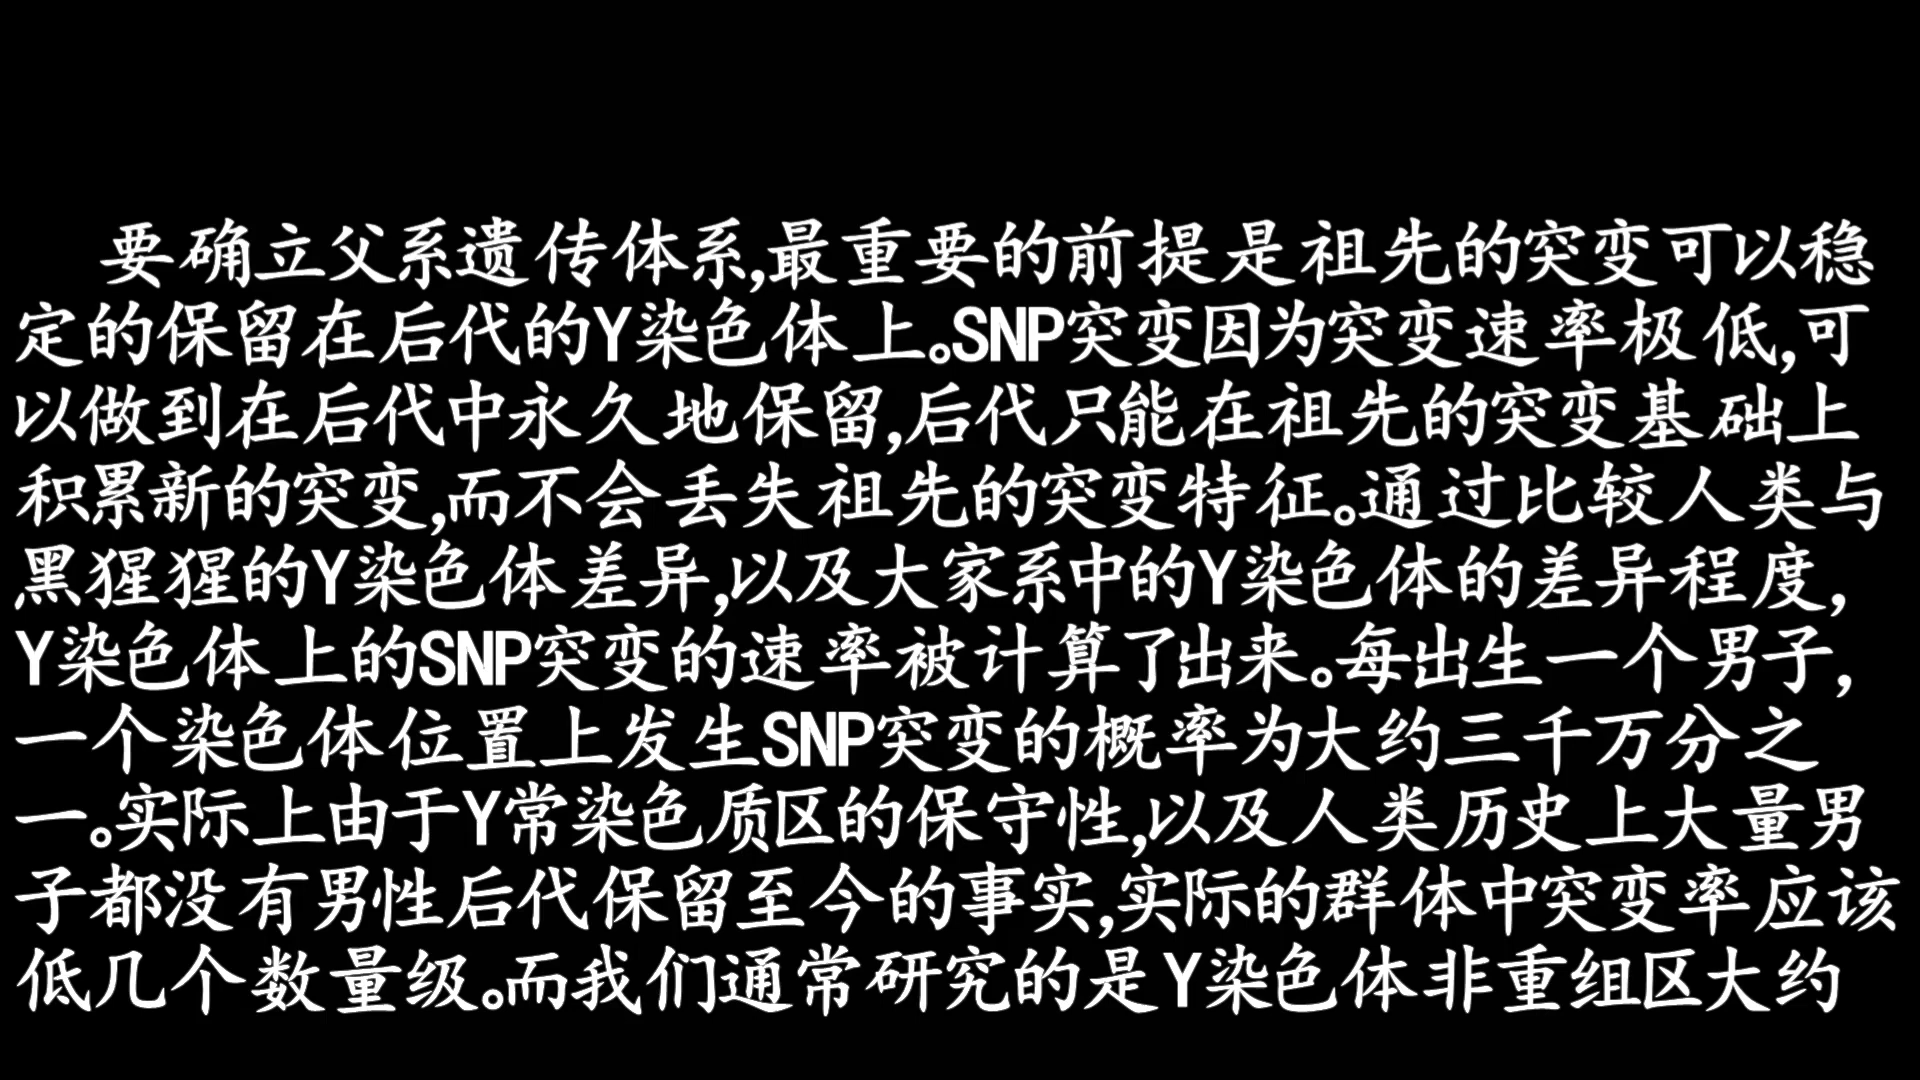 要确立父系遗传体系,最重要的前提是祖先的突变可以稳
定的保留在后代的Y染色体上。SNP突变因为突变速率极低,可
以做到在后代中永久地保留,后代只能在祖先的突变基础上
积累新的突变,而不会丢失祖先的突变特征。通过比较人类与
黑猩猩的Y染色体差异,以及大家系中的Y染色体的差异程度,
Y染色体上的SNP突变的速率被计算了出来。每出生一个男子,
一个染色体位置上发生SNP突变的概率为大约三千万分之
一。实际上由于Y常染色质区的保守性,以及人类历史上大量男
子都没有男性后代保留至今的事实,实际的群体中突变率应该
低几个数量级。而我们通常研究的是Y染色体非重组区大约